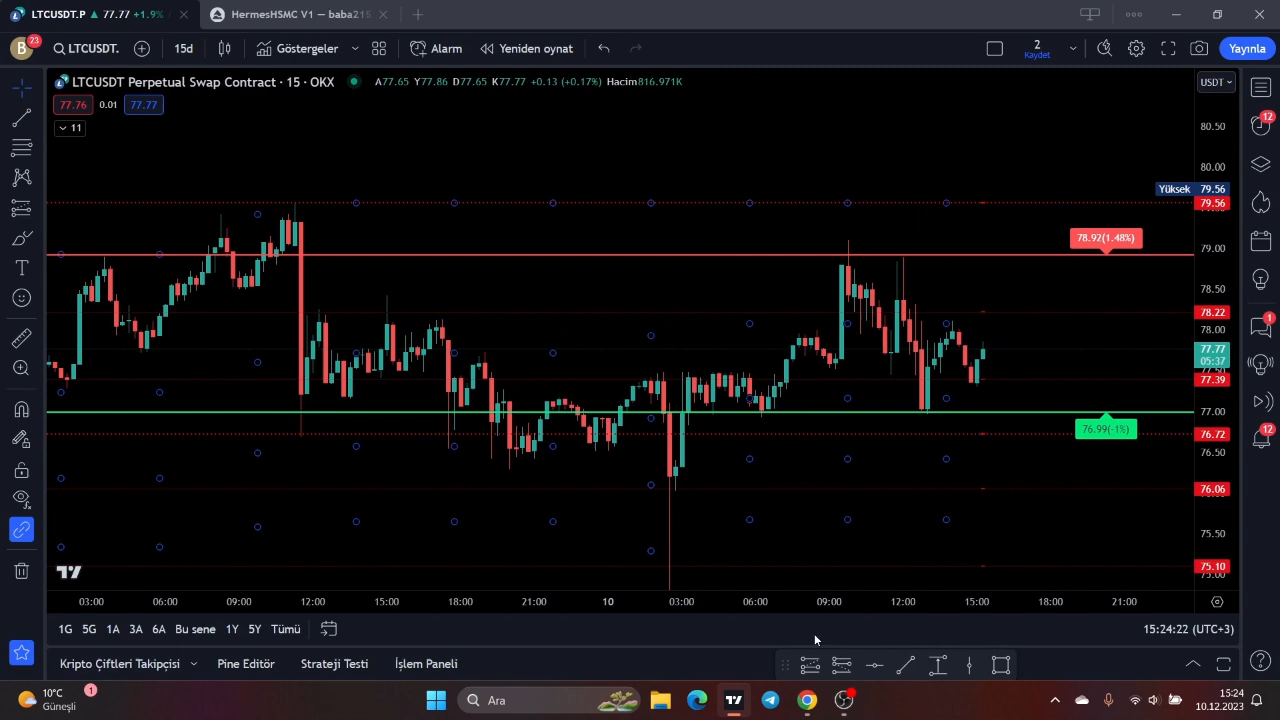 LTCUSDT.P ▲ 77.77 +1.9%
HermesHSMC V1 — baba215
B
23
LTCUSDT.
15d
Göstergeler
Alarm
Yeniden oynat
2
Kaydet
Yayınla
LTCUSDT Perpetual Swap Contract · 15 · OKX
A77.65 Y77.86 D77.65 K77.77 +0.13 (+0.17%) Hacim816.971K
USDT
77.76
0.01
77.77
11
12
1
12
80.50
80.00
Yüksek 79.56
79.56
78.92(1.48%)
79.00
78.50
78.22
78.00
77.77
05:37
77.39
77.00
76.99(-1%)
76.72
76.50
76.06
75.50
75.10
75.00
03:00
06:00
09:00
12:00
15:00
18:00
21:00
10
03:00
06:00
09:00
12:00
15:00
18:00
21:00
1G
5G
1A
3A
6A
Bu sene
1Y
5Y
Tümü
15:24:22 (UTC+3)
Kripto Çiftleri Takipçisi
Pine Editör
Strateji Testi
İşlem Paneli
10°C
Güneşli
1
Ara
15:24
10.12.2023